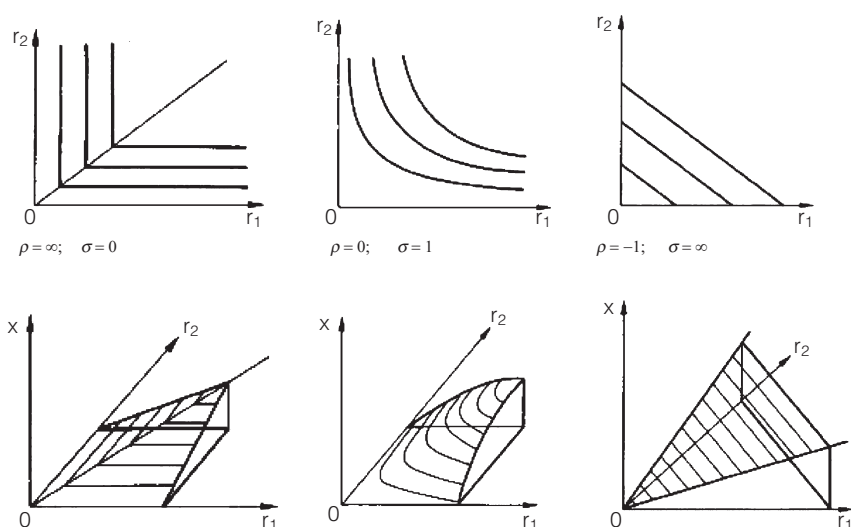 r₂ r₂ r₂
0 r₁ 0 r₁ 0 r₁
ρ = ∞; σ = 0 ρ = 0; σ = 1 ρ = −1; σ = ∞
x r₂ x r₂ x r₂
0 r₁ 0 r₁ 0 r₁